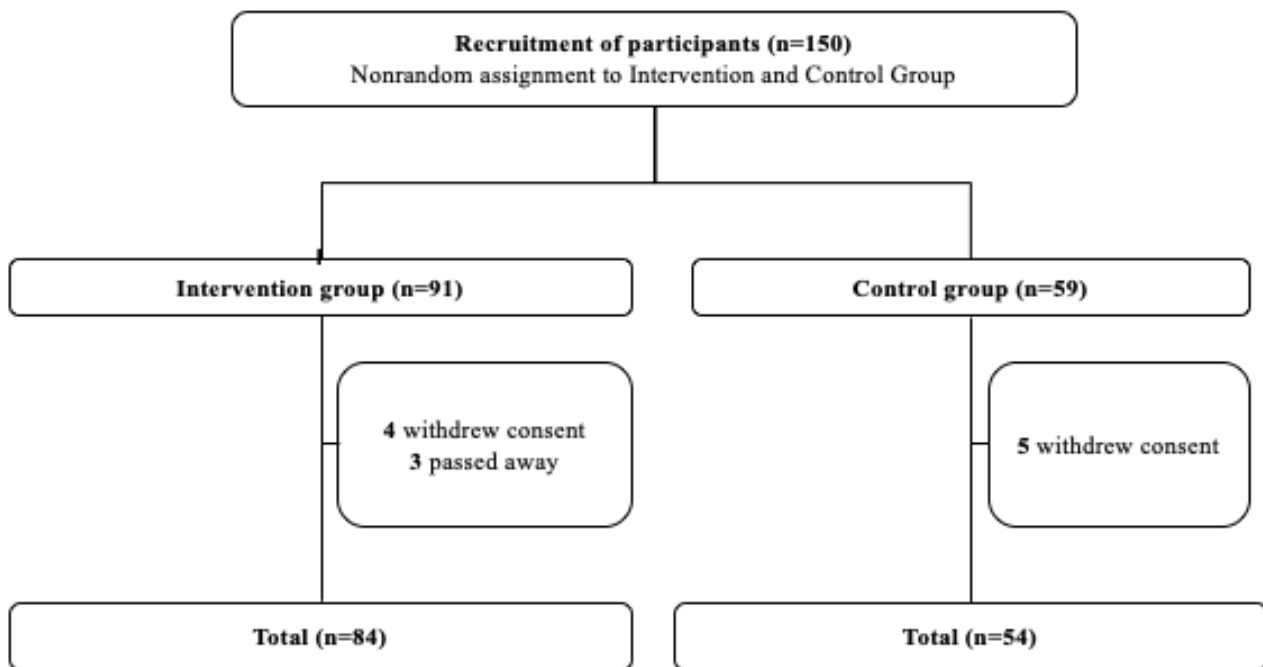 Recruitment of participants (n=150)
Nonrandom assignment to Intervention and Control Group
Intervention group (n=91)
Control group (n=59)
4 withdrew consent
3 passed away
5 withdrew consent
Total (n=84)
Total (n=54)